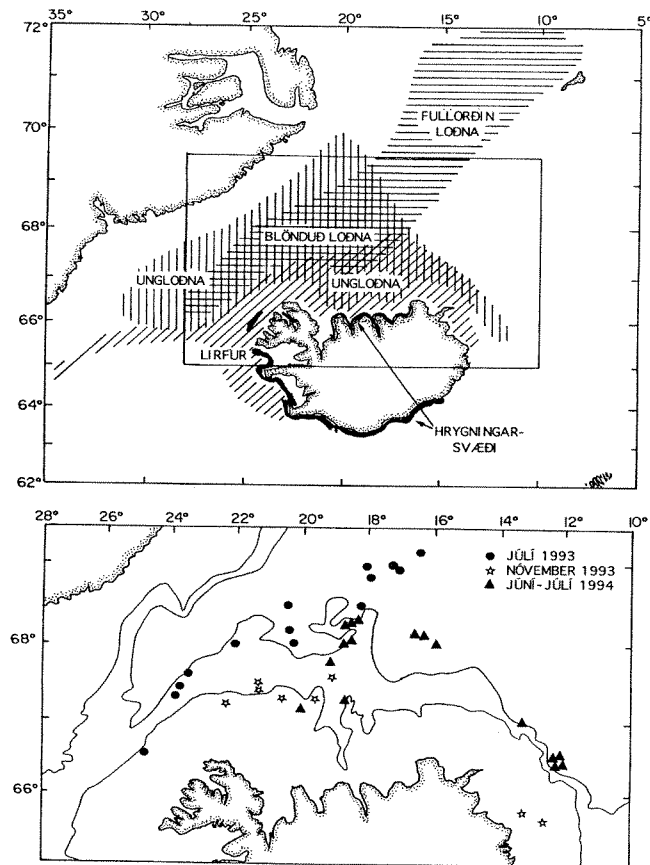 35° 30° 25° 20° 15° 10° 5°
72°
70°
68°
66°
64°
62°
FULLORÐIN
LOÐNA
BLÖNDUÐ LOÐNA
UNGLOÐNA
UNGLOÐNA
LIRFUR
HRYGNINGAR-
SVÆÐI
28° 26° 24° 22° 20° 18° 16° 14° 12° 10°
68°
66°
JÚLÍ 1993
NÓVEMBER 1993
JÚNÍ-JÚLÍ 1994